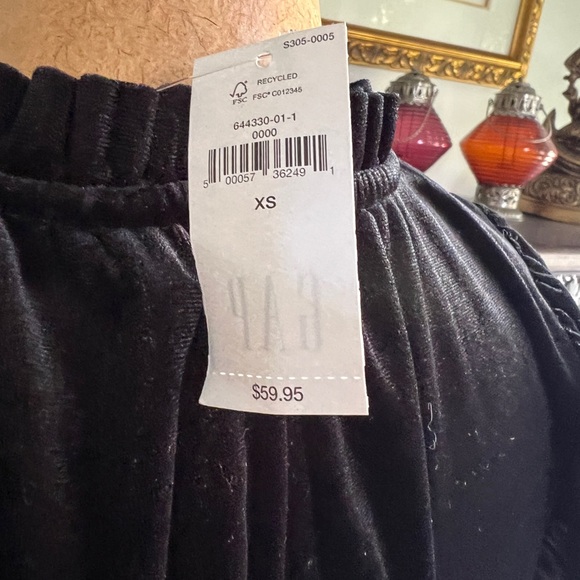 S305-0005
FSC
RECYCLED
FSC® C012345
644330-01-1
0000
5 00057 36249 1
XS
GAP
$59.95